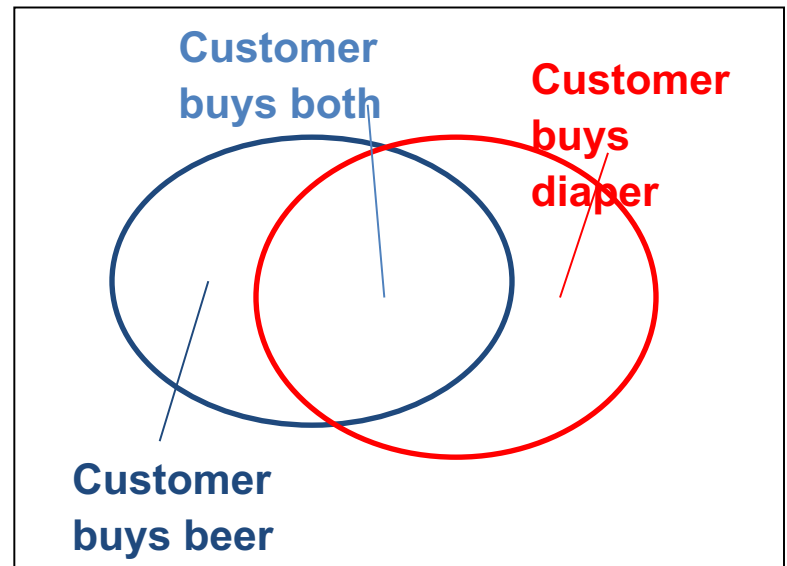 Customer
buys both
Customer
buys
diaper
Customer
buys beer